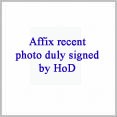 Affix recent
photo duly signed
by HoD